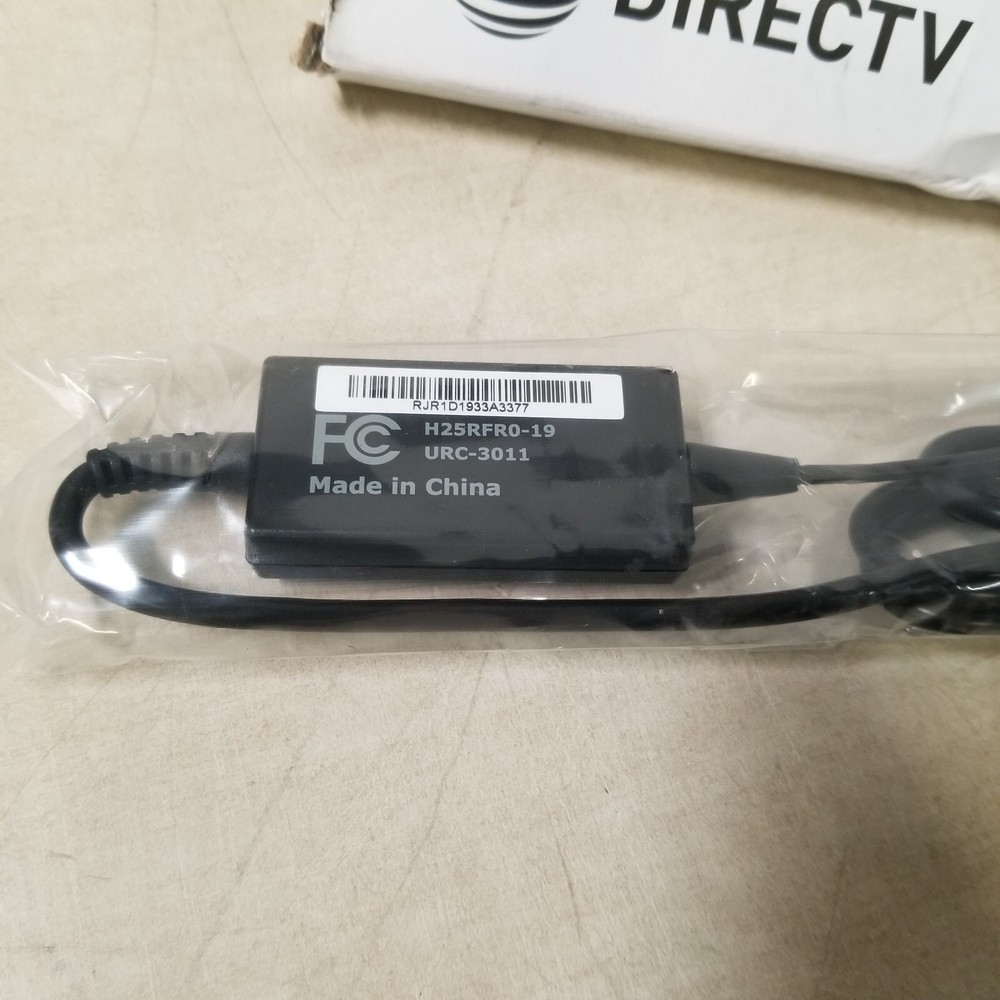 DIRECTV
RJR1D1933A3377
FC
H25RFR0-19
URC-3011
Made in China